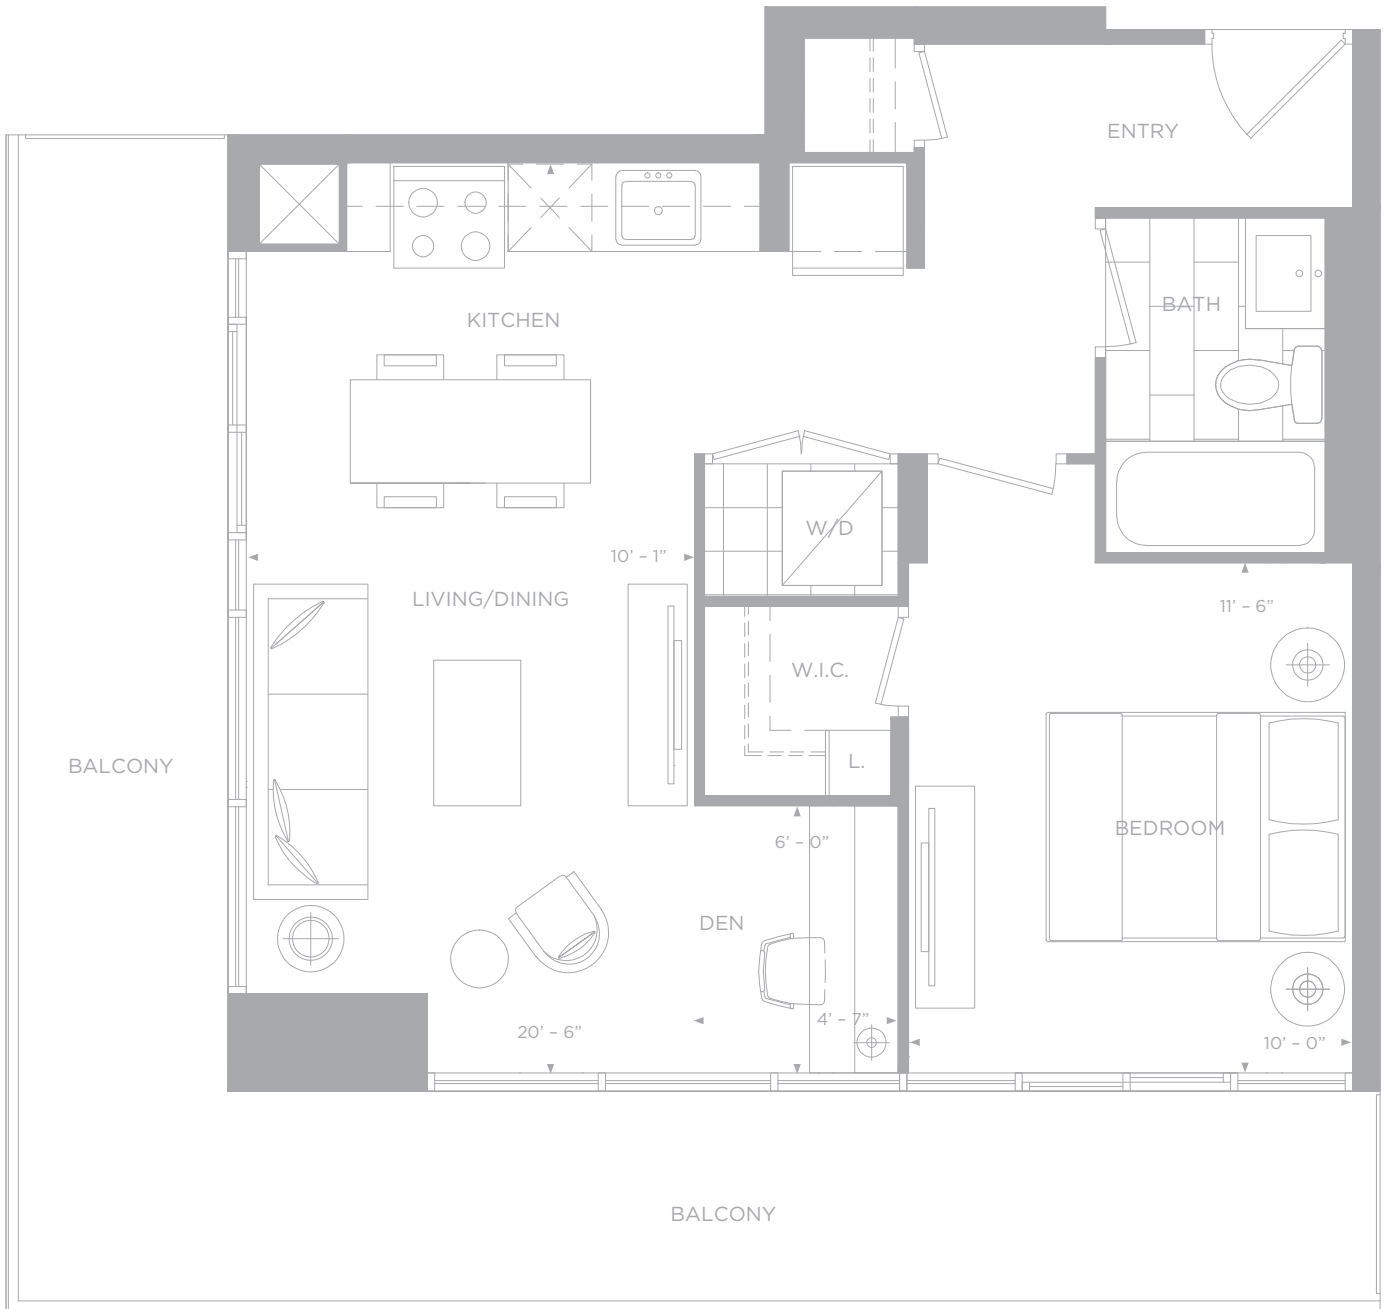 ENTRY
BATH
KITCHEN
W/D
10' – 1"
LIVING/DINING
11' – 6"
W.I.C.
L.
BALCONY
BEDROOM
6' – 0"
DEN
4' – 7"
20' – 6"
10' – 0"
BALCONY